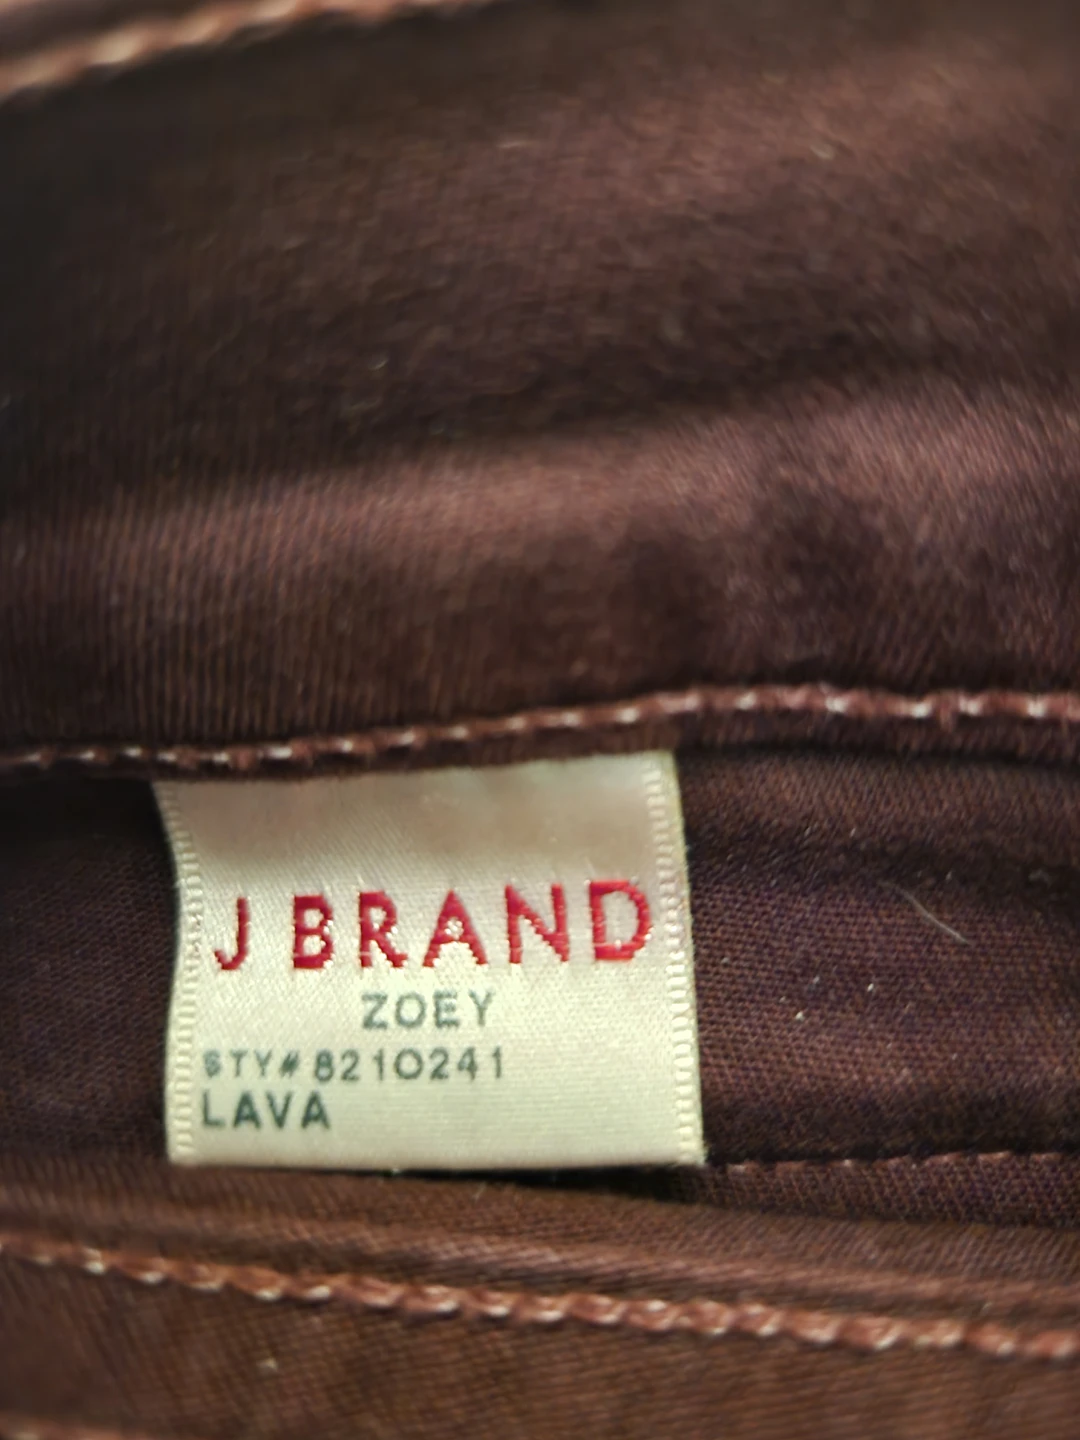 J BRAND
ZOEY
STY# 8210241
LAVA